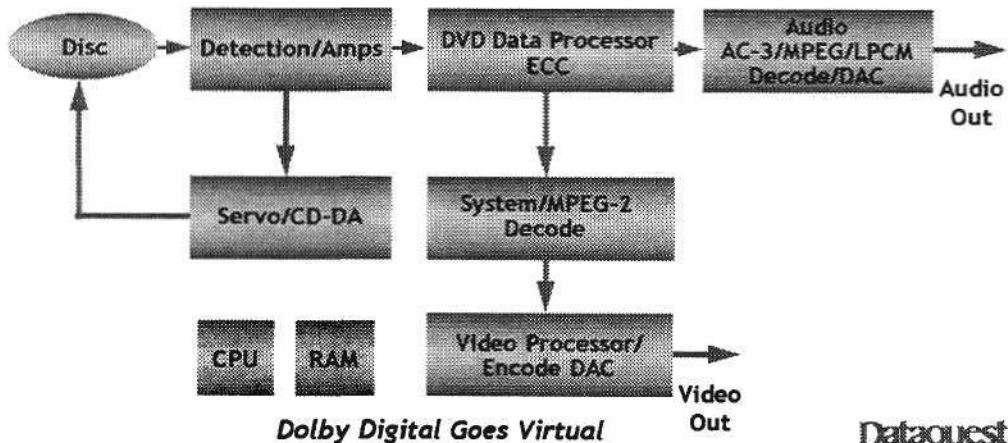 Disc
Detection/Amps
DVD Data Processor
ECC
Audio
AC-3/MPEG/LPCM
Decode/DAC
Audio
Out
Servo/CD-DA
System/MPEG-2
Decode
CPU
RAM
Video Processor/
Encode DAC
Video
Out
Dolby Digital Goes Virtual
Dataquest